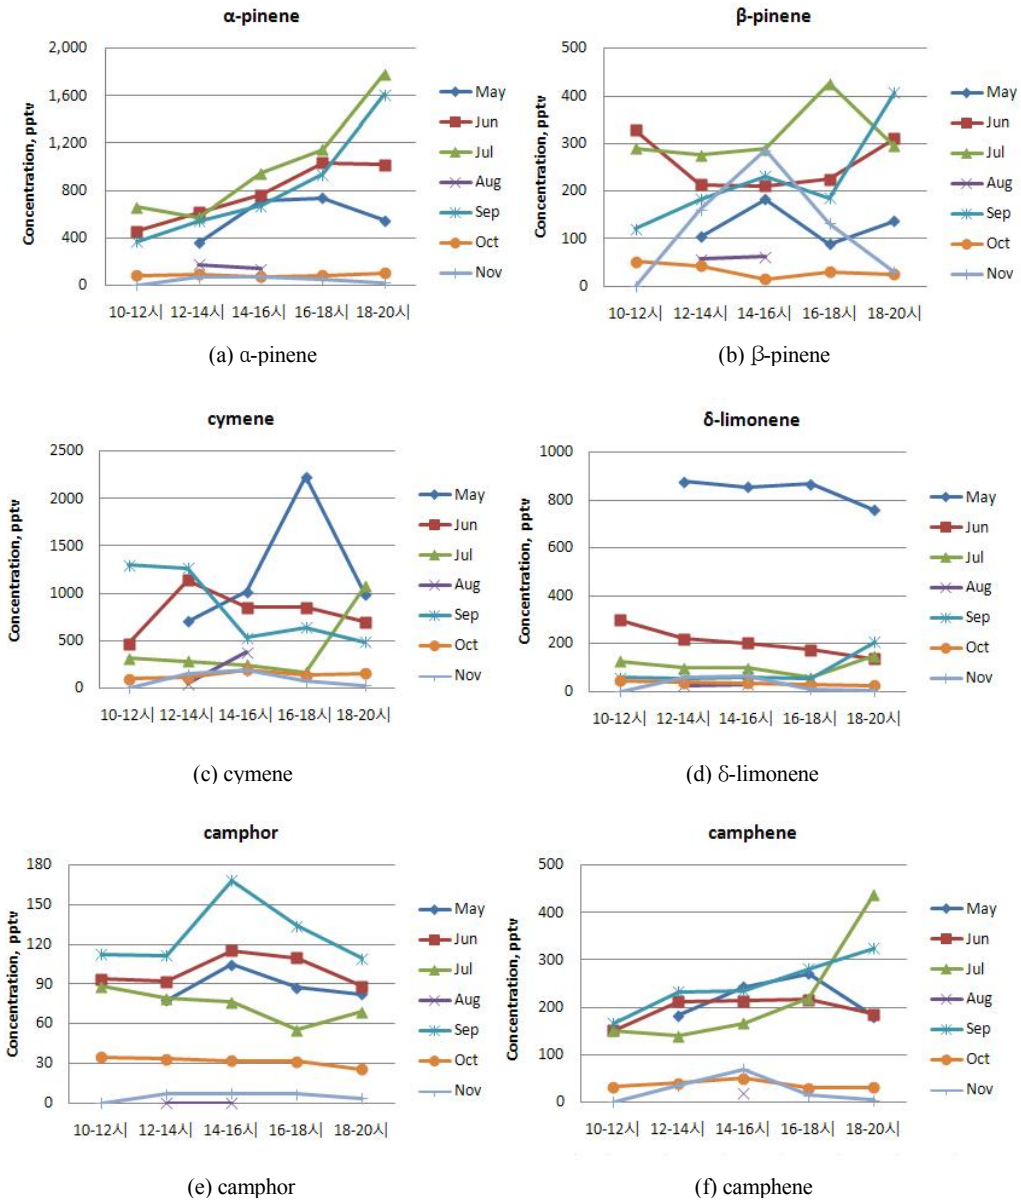 α-pinene
Concentration, pptv
2,000
1,600
1,200
800
400
0
10-12시 12-14시 14-16시 16-18시 18-20시
May
Jun
Jul
Aug
Sep
Oct
Nov
(a) α-pinene
β-pinene
Concentration, pptv
500
400
300
200
100
0
10-12시 12-14시 14-16시 16-18시 18-20시
May
Jun
Jul
Aug
Sep
Oct
Nov
(b) β-pinene
cymene
Concentration, pptv
2500
2000
1500
1000
500
0
10-12시 12-14시 14-16시 16-18시 18-20시
May
Jun
Jul
Aug
Sep
Oct
Nov
(c) cymene
δ-limonene
Concentration, pptv
1000
800
600
400
200
0
10-12시 12-14시 14-16시 16-18시 18-20시
May
Jun
Jul
Aug
Sep
Oct
Nov
(d) δ-limonene
camphor
Concentration, pptv
180
150
120
90
60
30
0
10-12시 12-14시 14-16시 16-18시 18-20시
May
Jun
Jul
Aug
Sep
Oct
Nov
(e) camphor
camphene
Concentration, pptv
500
400
300
200
100
0
10-12시 12-14시 14-16시 16-18시 18-20시
May
Jun
Jul
Aug
Sep
Oct
Nov
(f) camphene